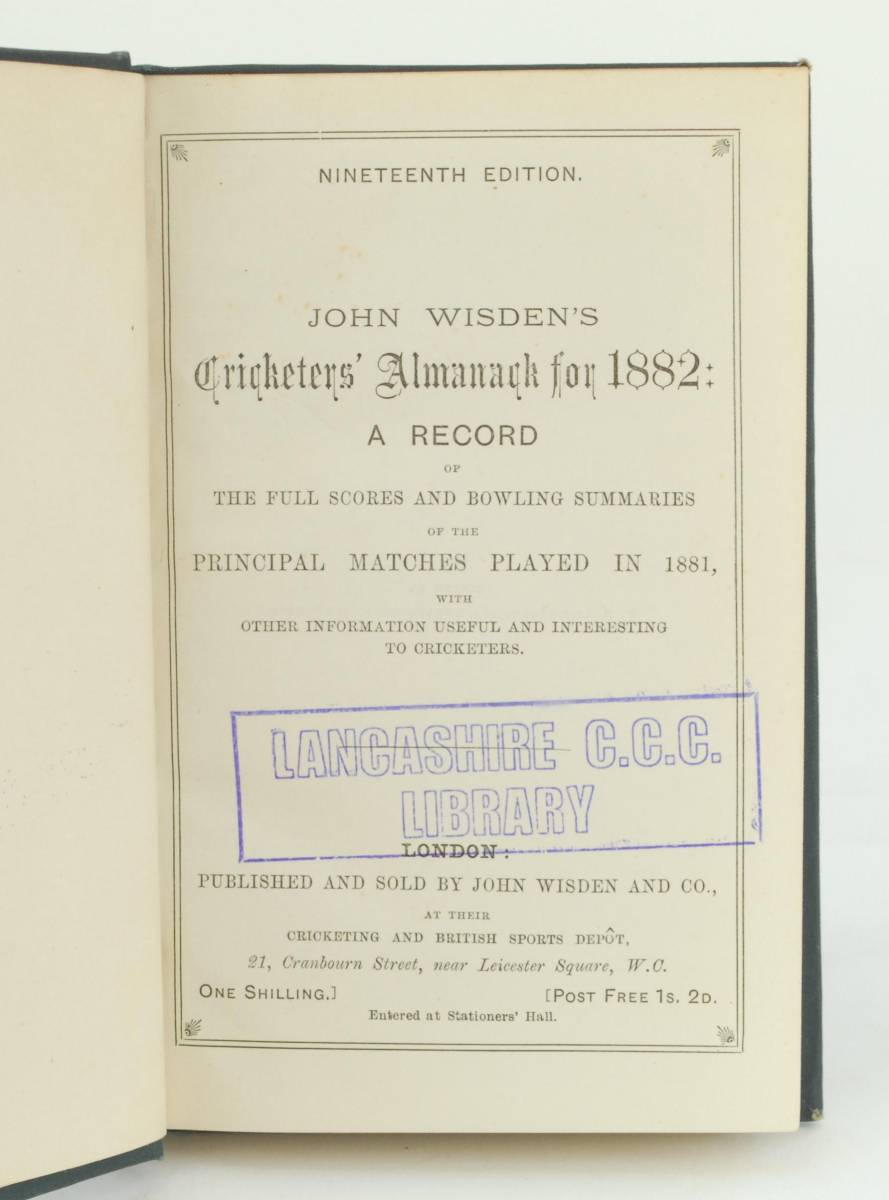 NINETEENTH EDITION.
JOHN WISDEN'S
Cricketers' Almanack for 1882:
A RECORD
OF
THE FULL SCORES AND BOWLING SUMMARIES
OF THE
PRINCIPAL MATCHES PLAYED IN 1881,
WITH
OTHER INFORMATION USEFUL AND INTERESTING
TO CRICKETERS.
LANCASHIRE C.C.C.
LIBRARY
LONDON:
PUBLISHED AND SOLD BY JOHN WISDEN AND CO.,
AT THEIR
CRICKETING AND BRITISH SPORTS DEPÔT,
21, Cranbourn Street, near Leicester Square, W.C.
ONE SHILLING.] [POST FREE 1S. 2D.
Entered at Stationers' Hall.